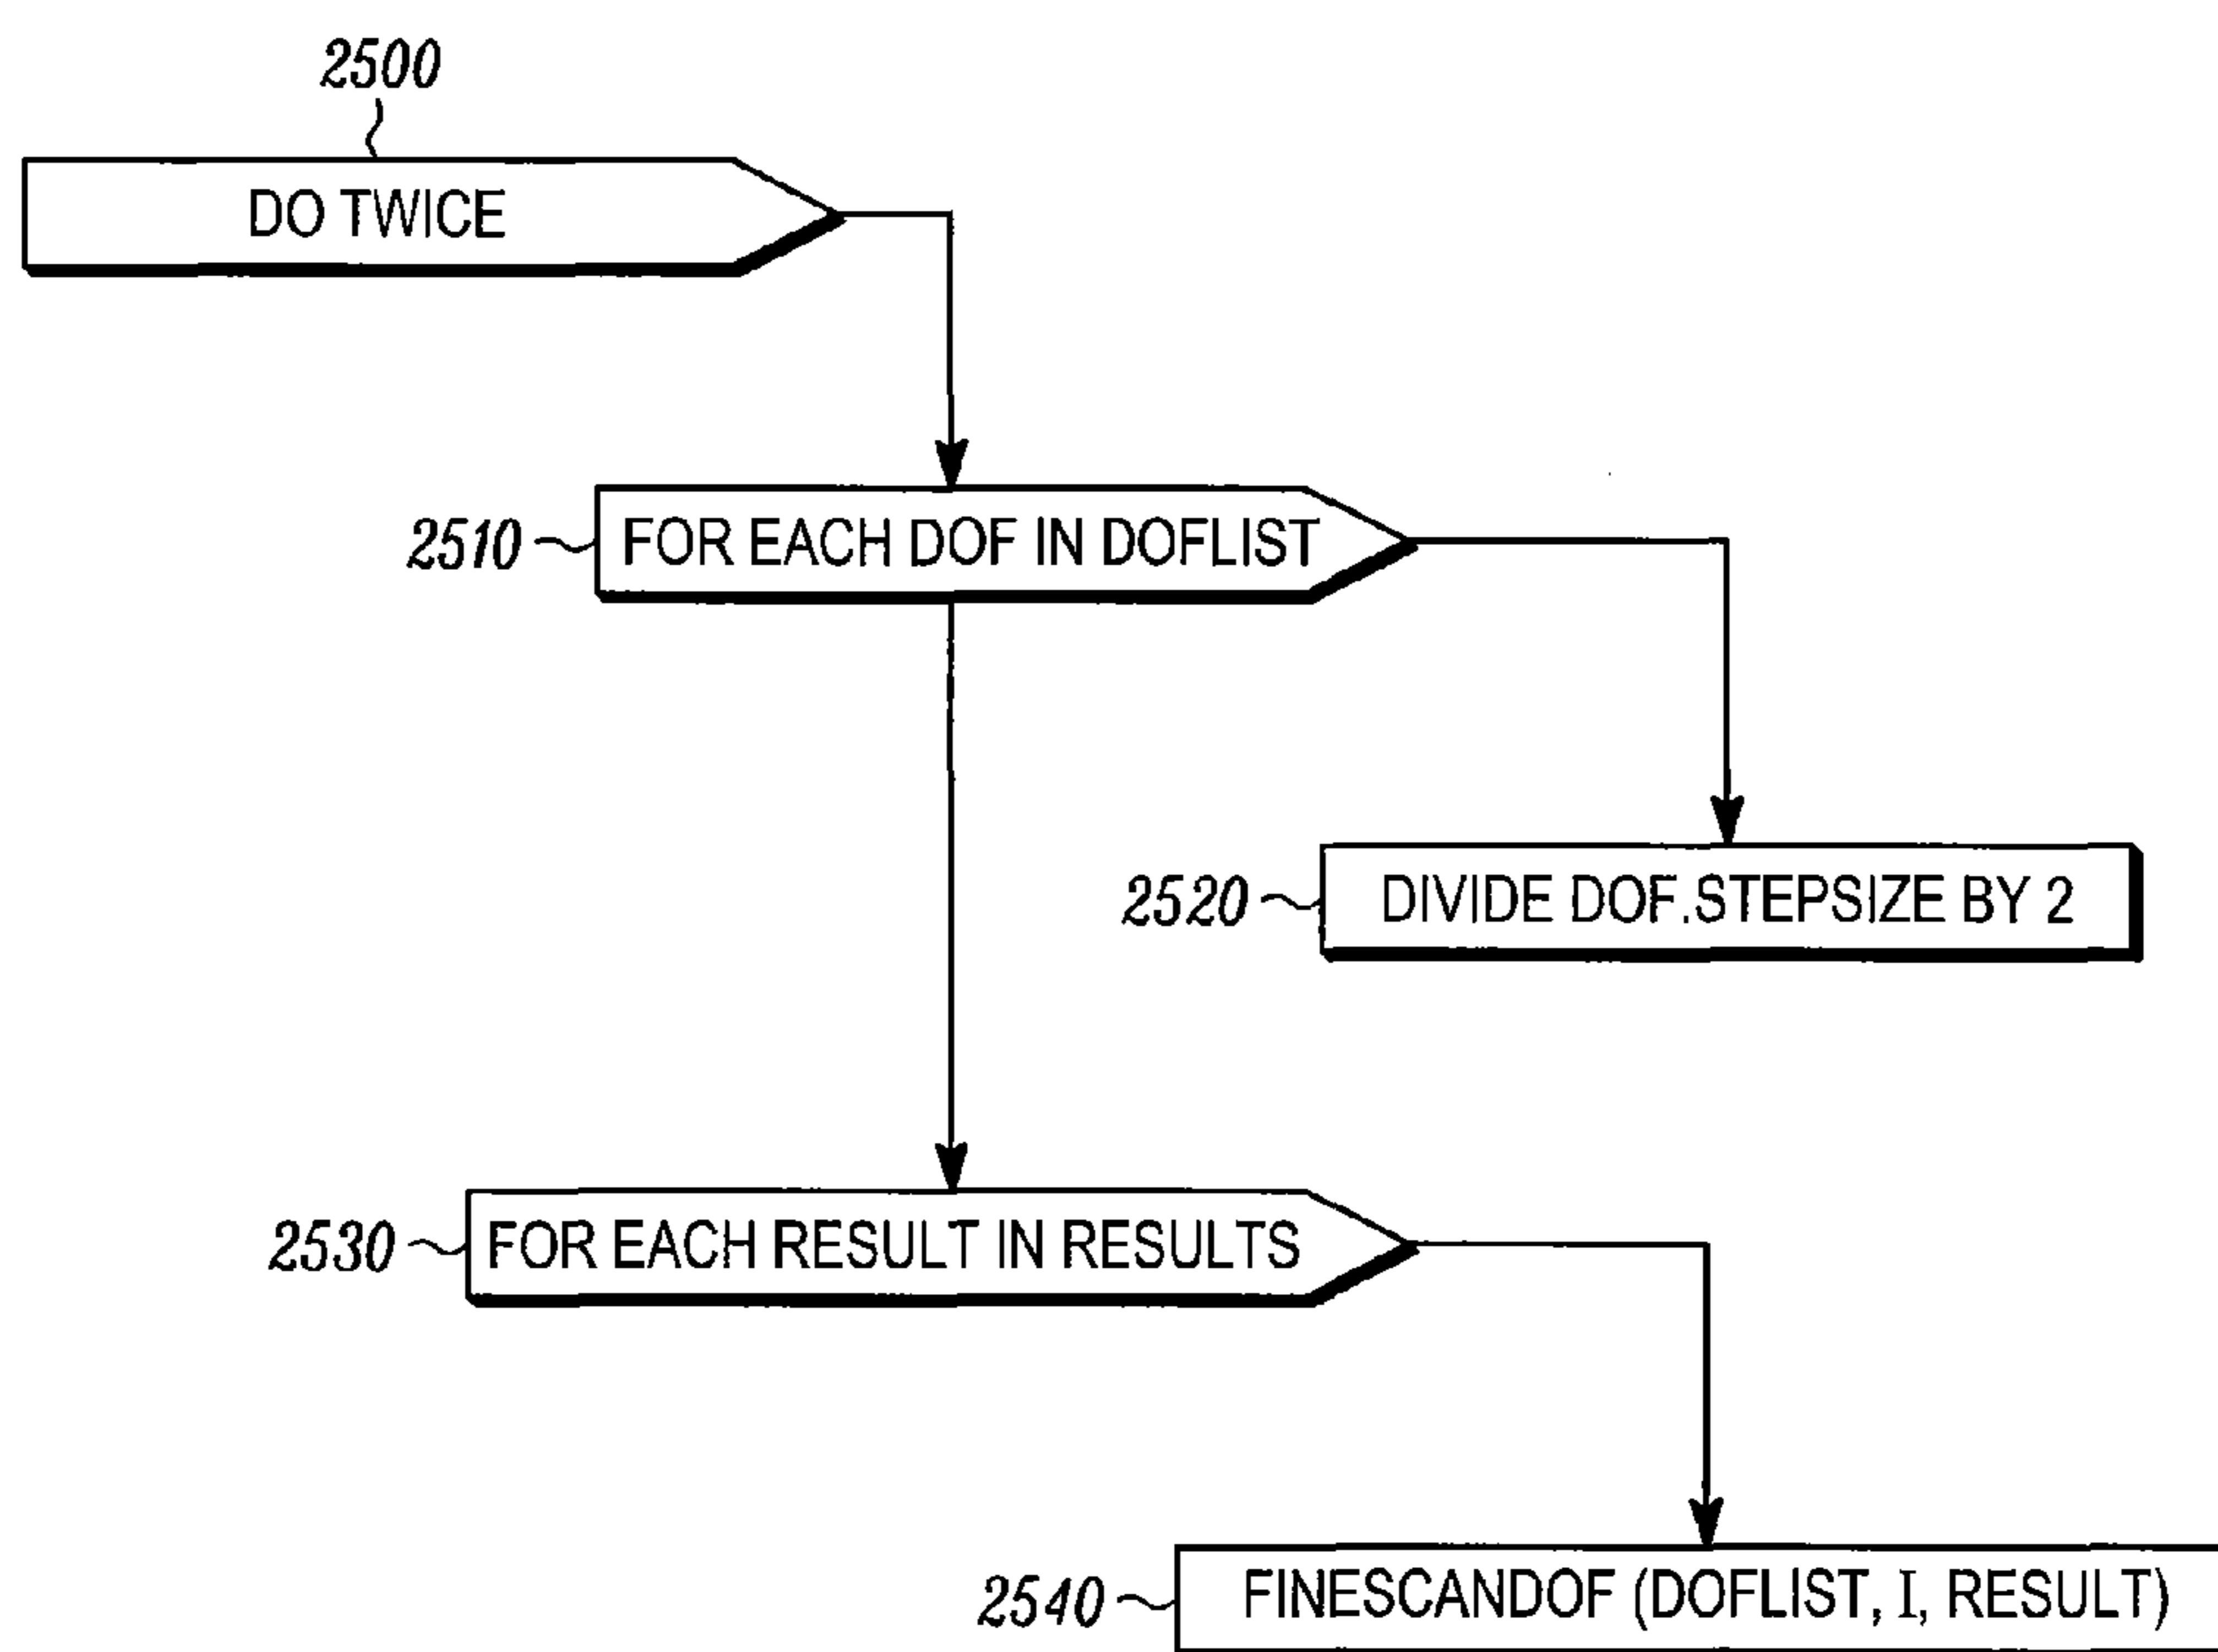 2500
DO TWICE
2510 FOR EACH DOF IN DOFLIST
2520 DIVIDE DOF.STEPSIZE BY 2
2530 FOR EACH RESULT IN RESULTS
2540 FINESCANDOF (DOFLIST, I, RESULT)